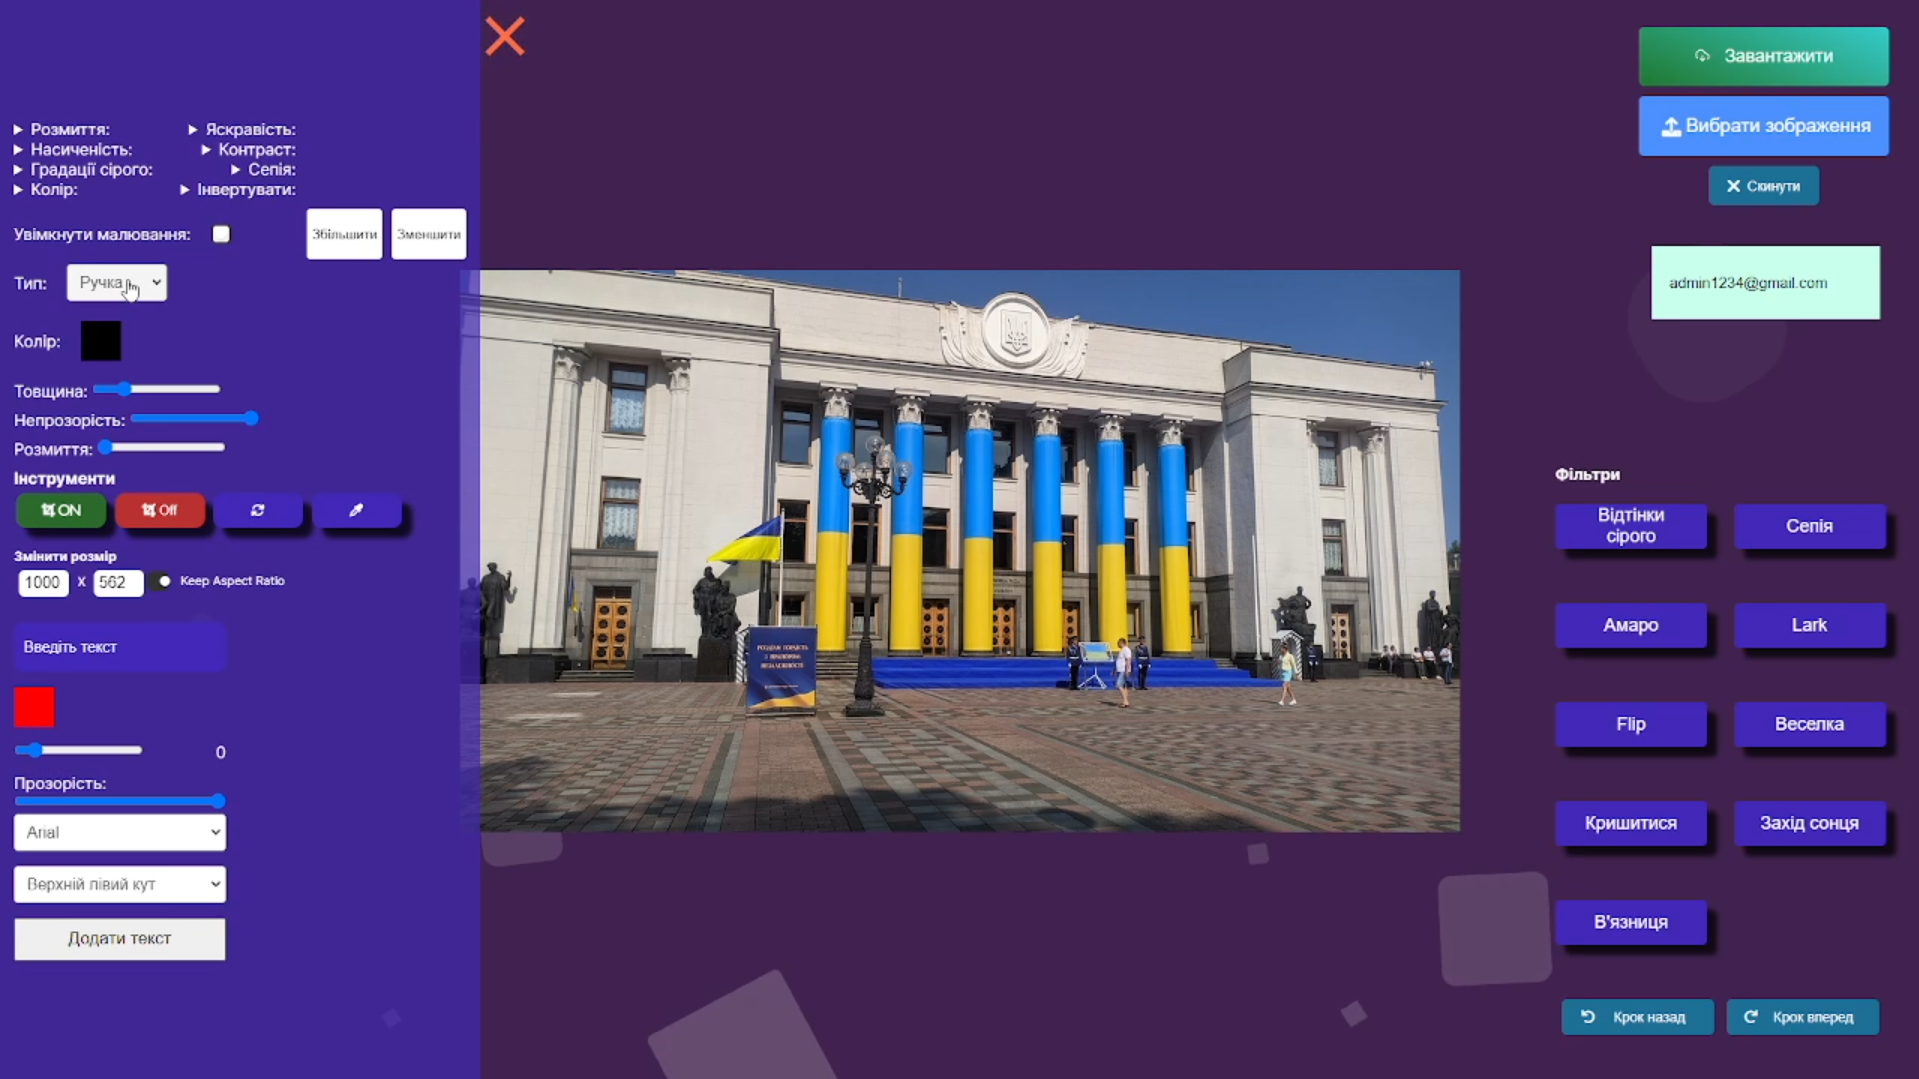 Розмиття:
Яскравість:
Насиченість:
Контраст:
Градації сірого:
Сепія:
Колір:
Інвертувати:
Увімкнути малювання:
Збільшити
Зменшити
Тип:
Ручка
Колір:
Товщина:
Непрозорість:
Розмиття:
Інструменти
ON
Off
Змінити розмір
1000 x 562
Keep Aspect Ratio
Введіть текст
0
Прозорість:
Arial
Верхній лівий кут
Додати текст
Завантажити
Вибрати зображення
Скинути
admin1234@gmail.com
Фільтри
Відтінки
сірого
Сепія
Амаро
Lark
Flip
Веселка
Кришитися
Захід сонця
В'язниця
Крок назад
Крок вперед